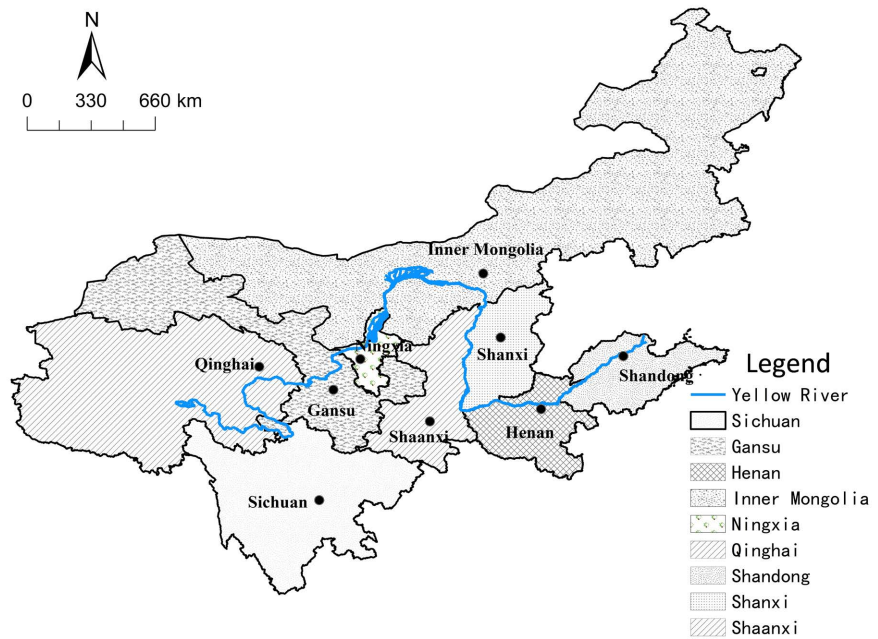 N
0 330 660 km
Inner Mongolia
Ningxia
Qinghai
Shanxi
Shandong
Gansu
Shaanxi
Henan
Sichuan
Legend
Yellow River
Sichuan
Gansu
Henan
Inner Mongolia
Ningxia
Qinghai
Shandong
Shanxi
Shaanxi